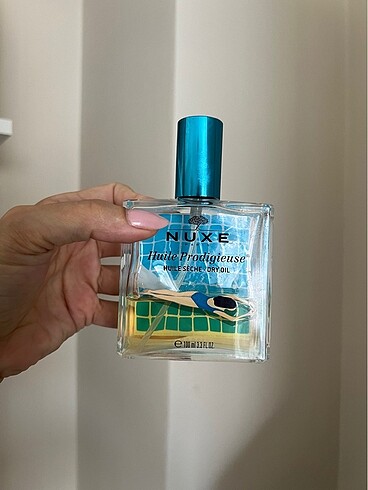 NUXE
Huile Prodigieuse
HUILE SÈCHE · DRY OIL
℮ 100 ml 3.3 FL.OZ.